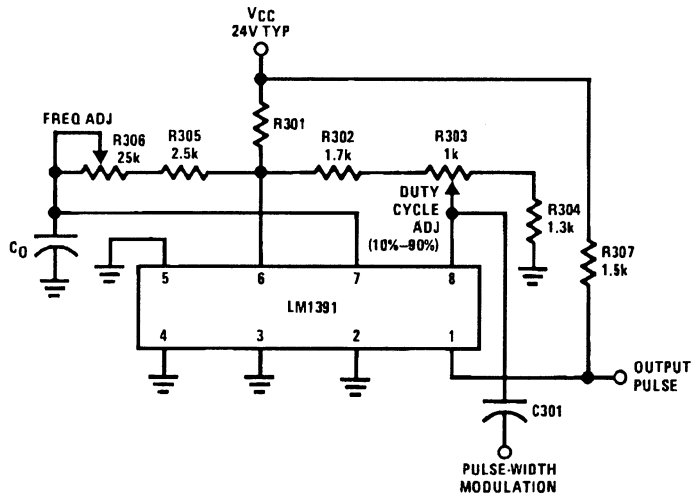 VCC
24V TYP
FREQ ADJ
R306
25k
R305
2.5k
R301
R302
1.7k
R303
1k
DUTY
CYCLE
ADJ
(10%–90%)
R304
1.3k
R307
1.5k
CO
5
6
7
8
LM1391
4
3
2
1
OUTPUT
PULSE
C301
PULSE-WIDTH
MODULATION